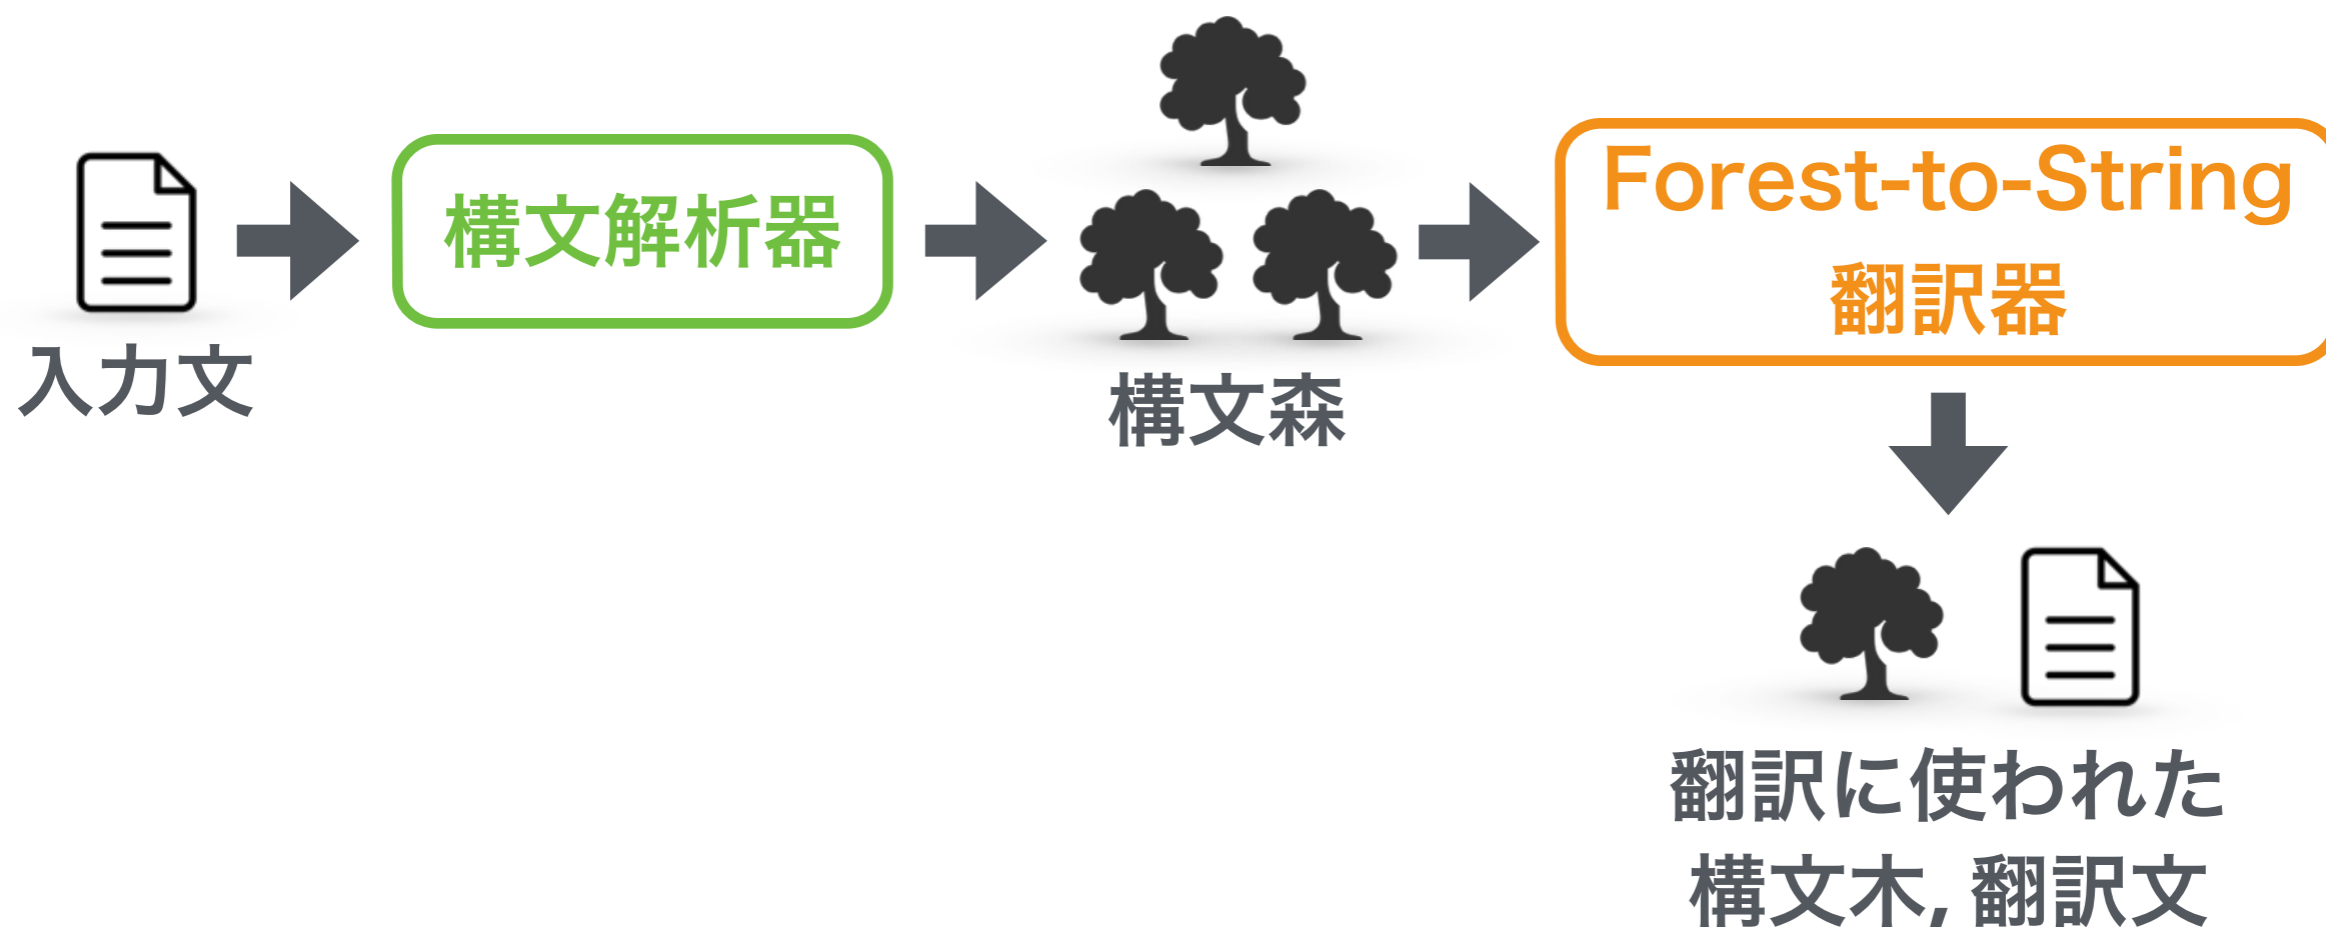 入力文
構文解析器
構文森
Forest-to-String
翻訳器
翻訳に使われた
構文木, 翻訳文